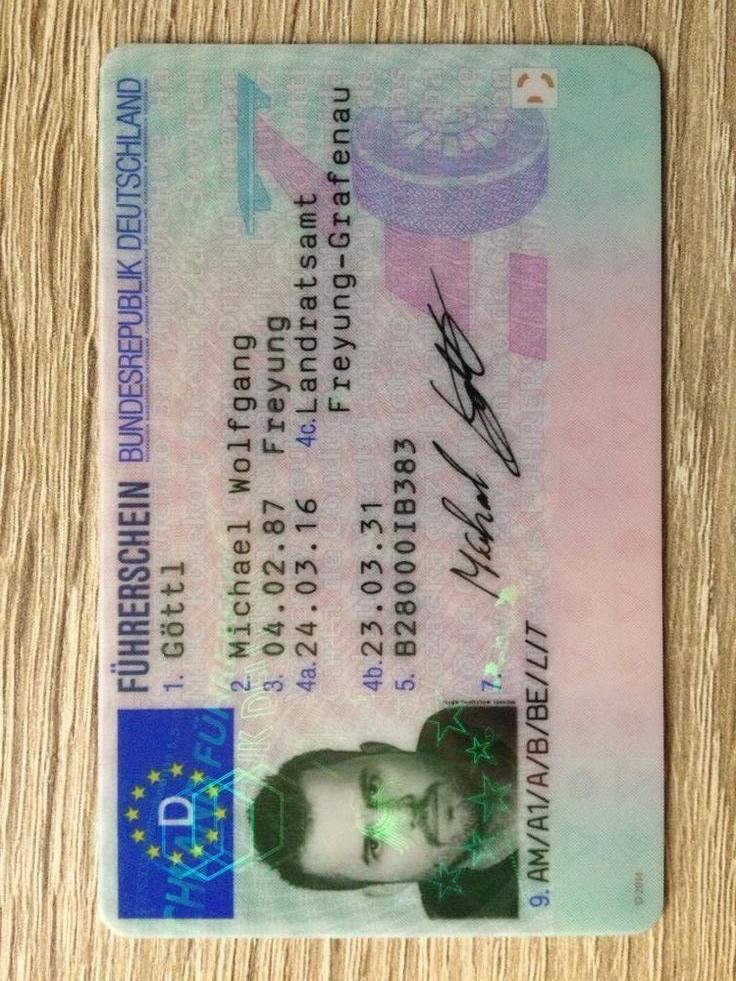 FÜHRERSCHEIN BUNDESREPUBLIK DEUTSCHLAND
D
1. Göttl
2. Michael Wolfgang
3. 04.02.87 Freyung
4a. 24.03.16 4c. Landratsamt
Freyung-Grafenau
4b. 23.03.31
5. B28000IB383
7. Michael Göttl
9. AM/A1/A/B/BE/L/T
© 2014